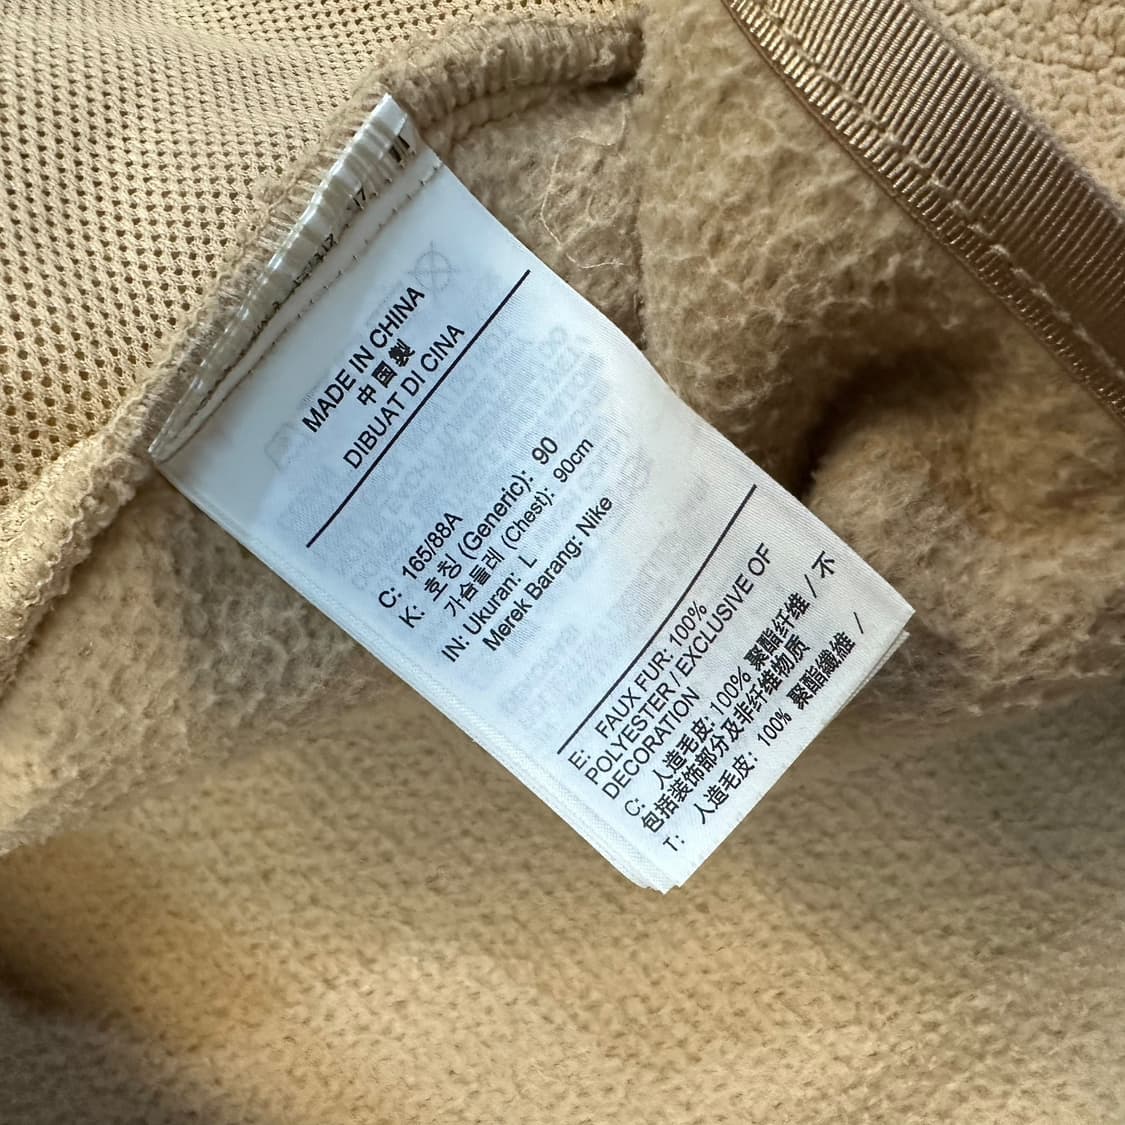 MADE IN CHINA
中国製
DIBUAT DI CINA
C: 165/88A
K: 호칭 (Generic): 90
가슴둘레 (Chest): 90cm
IN: Ukuran: L
Merek Barang: Nike
E: FAUX FUR: 100%
POLYESTER / EXCLUSIVE OF
DECORATION
C: 人造毛皮: 100% 聚酯纤维 / 不
包括装饰部分及非纤维物质
T: 人造毛皮: 100% 聚酯纖維 /